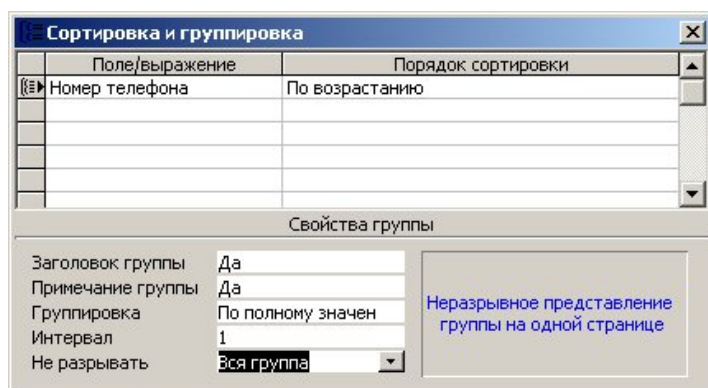 Сортировка и группировка
Поле/выражение Порядок сортировки
Номер телефона По возрастанию
Свойства группы
Заголовок группы Да
Примечание группы Да
Группировка По полному значен
Интервал 1
Не разрывать Вся группа
Неразрывное представление
группы на одной странице